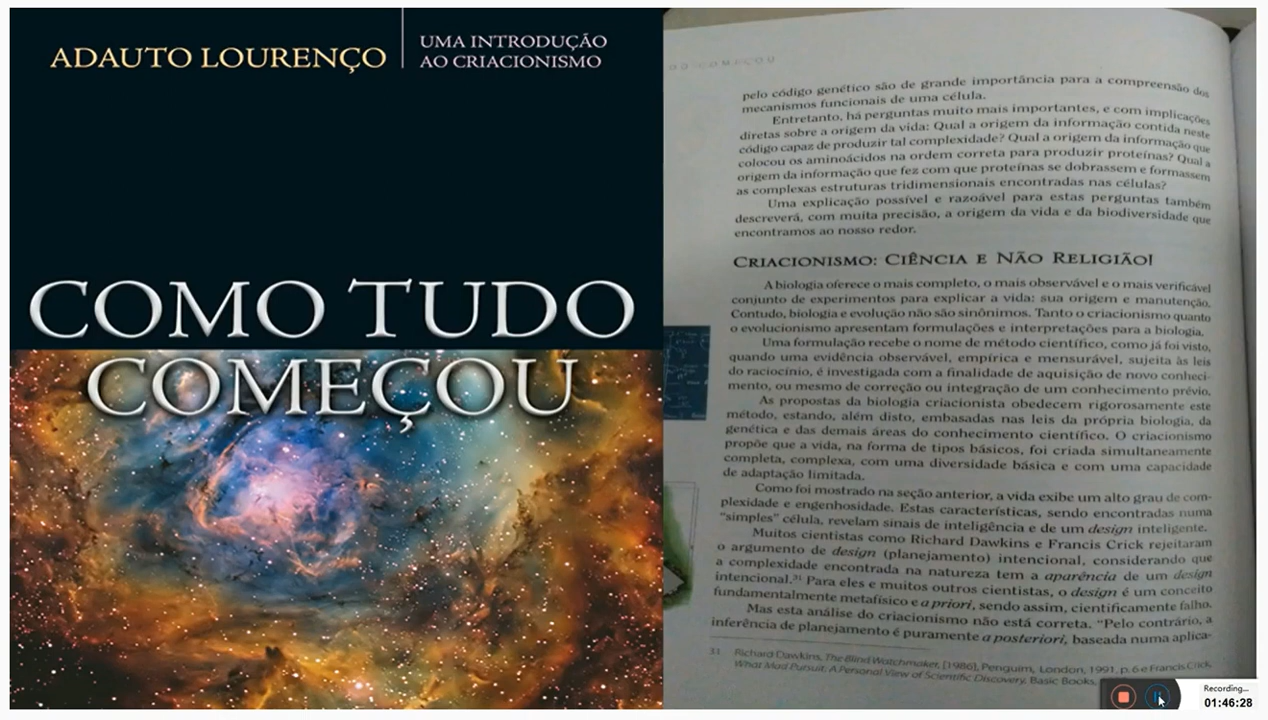 ADAUTO LOURENÇO
UMA INTRODUÇÃO
AO CRIACIONISMO
COMO TUDO
COMEÇOU
DO COMEÇOU
pelo código genético são de grande importância para a compreensão dos
mecanismos funcionais de uma célula.
Entretanto, há perguntas muito mais importantes, e com implicações
diretas sobre a origem da vida: Qual a origem da informação contida neste
código capaz de produzir tal complexidade? Qual a origem da informação que
colocou os aminoácidos na ordem correta para produzir proteínas? Qual a
origem da informação que fez com que proteínas se dobrassem e formassem
as complexas estruturas tridimensionais encontradas nas células?
Uma explicação possível e razoável para estas perguntas também
descreverá, com muita precisão, a origem da vida e da biodiversidade que
encontramos ao nosso redor.
CRIACIONISMO: CIÊNCIA E NÃO RELIGIÃO!
A biologia oferece o mais completo, o mais observável e o mais verificável
conjunto de experimentos para explicar a vida: sua origem e manutenção.
Contudo, biologia e evolução não são sinônimos. Tanto o criacionismo quanto
o evolucionismo apresentam formulações e interpretações para a biologia.
Uma formulação recebe o nome de método científico, como já foi visto,
quando uma evidência observável, empírica e mensurável, sujeita às leis
do raciocínio, é investigada com a finalidade de aquisição de novo conheci-
mento, ou mesmo de correção ou integração de um conhecimento prévio.
As propostas da biologia criacionista obedecem rigorosamente este
método, estando, além disto, embasadas nas leis da própria biologia, da
genética e das demais áreas do conhecimento científico. O criacionismo
propõe que a vida, na forma de tipos básicos, foi criada simultaneamente
completa, complexa, com uma diversidade básica e com uma capacidade
de adaptação limitada.
Como foi mostrado na seção anterior, a vida exibe um alto grau de com-
plexidade e engenhosidade. Estas características, sendo encontradas numa
"simples" célula, revelam sinais de inteligência e de um design inteligente.
Muitos cientistas como Richard Dawkins e Francis Crick rejeitaram
o argumento de design (planejamento) intencional, considerando que
a complexidade encontrada na natureza tem a aparência de um design
intencional.31 Para eles e muitos outros cientistas, o design é um conceito
fundamentalmente metafísico e a priori, sendo assim, cientificamente falho.
Mas esta análise do criacionismo não está correta. "Pelo contrário, a
inferência de planejamento é puramente a posteriori, baseada numa aplica-
31 Richard Dawkins, The Blind Watchmaker, [1986], Penguim, London, 1991, p. 6 e Francis Crick,
What Mad Pursuit: A Personal View of Scientific Discovery, Basic Books,
Recording...
01:46:28